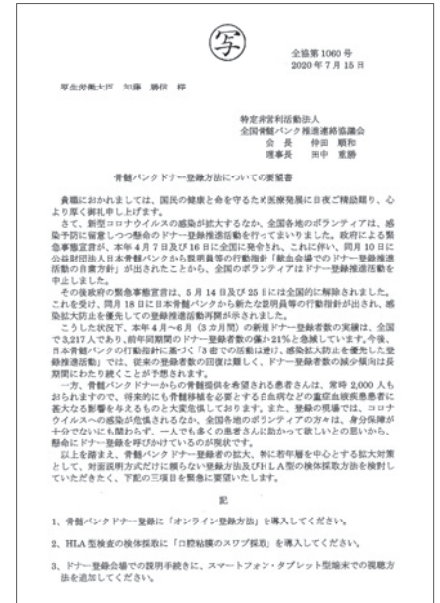 写
全協第1060号
2020年7月15日
厚生労働大臣 加藤 勝信 様
特定非営利活動法人
全国骨髄バンク推進連絡協議会
会 長 仲田 順和
理事長 田中 重勝
骨髄バンクドナー登録方法についての要望書
貴職におかれましては、国民の健康と命を守るため医療発展に日夜ご精励賜り、心
より厚く御礼申し上げます。
さて、新型コロナウイルスの感染が拡大するなか、全国各地のボランティアは、感
染予防に留意しつつ懸命のドナー登録推進活動を行ってまいりました。政府による緊
急事態宣言が、本年4月7日及び16日に全国に発令され、これに伴い、同月10日に
公益財団法人日本骨髄バンクから説明員等の行動指針「献血会場でのドナー登録推進
活動の自粛方針」が出されたことから、全国のボランティアはドナー登録推進活動を
中止しました。
その後政府の緊急事態宣言は、5月14日及び25日には全国的に解除されました。
これを受け、同月18日に日本骨髄バンクから新たな説明員等の行動指針が出され、感
染拡大防止を優先しての登録推進活動の再開が示されました。
こうした状況下、本年4月~6月(3カ月間)の新規ドナー登録者数の実績は、全国
で3,217人であり、前年同期間のドナー登録者数の僅か21%と急減しています。今後、
日本骨髄バンクの行動指針に基づく「3密での活動は避け、感染拡大防止を優先した登
録推進活動」では、従来の登録者数の回復は難しく、ドナー登録者数の減少傾向は長
期間にわたり続くことが予想されます。
一方、骨髄バンクドナーからの骨髄提供を希望される患者さんは、常時2,000人も
おられますので、将来的にも骨髄移植を必要とする白血病などの重症血液疾患患者に
甚大なる影響を与えるものと大変危惧しております。また、登録の現場では、コロナ
ウイルスへの感染が危惧されるなか、全国各地のボランティアの方々は、身分保障が
十分でないにも関わらず、一人でも多くの患者さんに助かって欲しいとの思いから、
懸命にドナー登録を呼びかけているのが現状です。
以上を踏まえ、ドナー登録者の拡大、特に若年層を中心とする拡大対策
として、対面説明方式だけに頼らない登録方法及びHLA型の検体採取方法を検討し
ていただきたく、下記の三項目を緊急に要望いたします。
記
1、骨髄バンクドナー登録に「オンライン登録方法」を導入してください。
2、HLA型検査の検体採取に「口腔粘膜のスワブ採取」を導入してください。
3、ドナー登録会場での説明手続きに、スマートフォン・タブレット型端末での視聴方
法を追加してください。